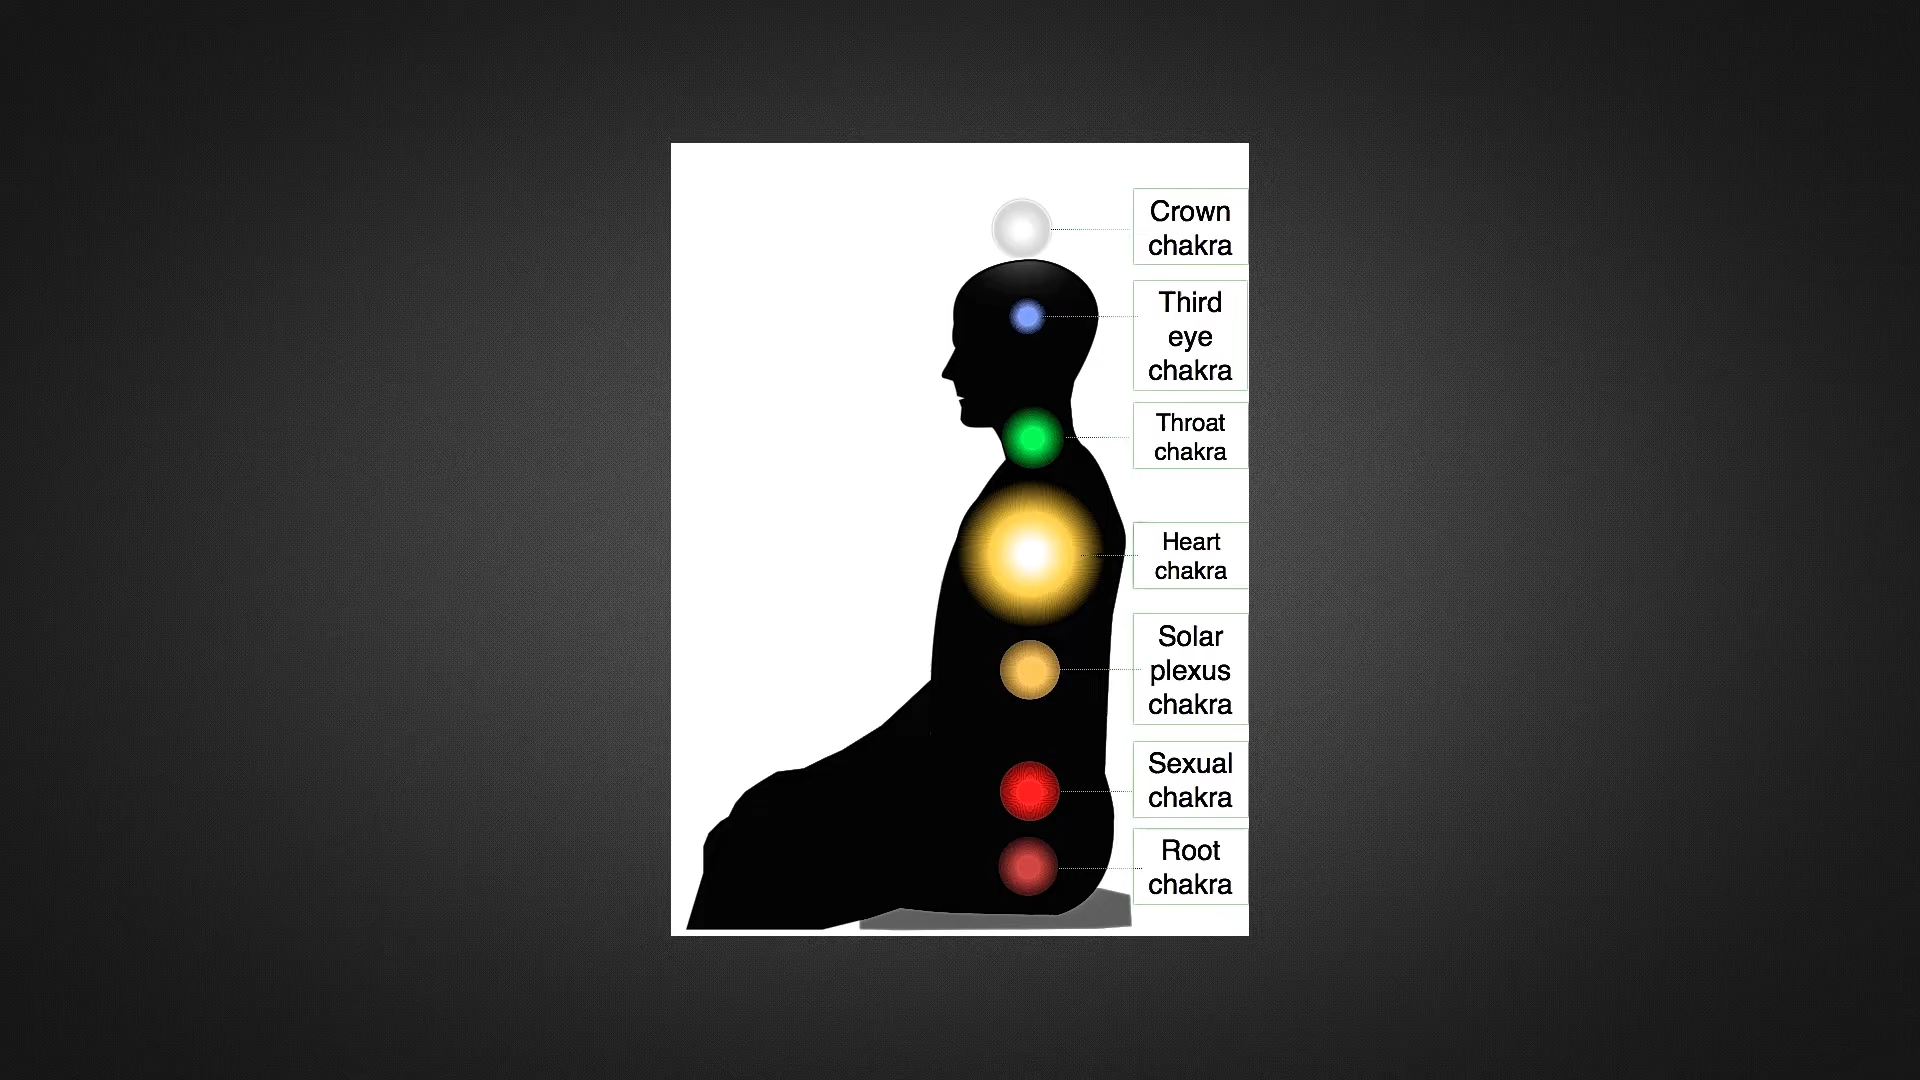 Crown
chakra
Third
eye
chakra
Throat
chakra
Heart
chakra
Solar
plexus
chakra
Sexual
chakra
Root
chakra